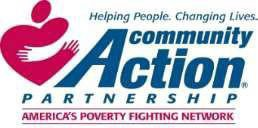 Helping People. Changing Lives.
community
Action®
PARTNERSHIP
AMERICA'S POVERTY FIGHTING NETWORK